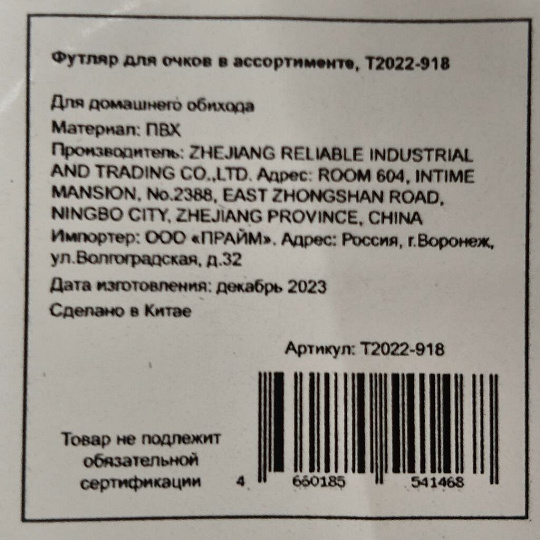 Футляр для очков в ассортименте, T2022-918
Для домашнего обихода
Материал: ПВХ
Производитель: ZHEJIANG RELIABLE INDUSTRIAL
AND TRADING CO.,LTD. Адрес: ROOM 604, INTIME
MANSION, No.2388, EAST ZHONGSHAN ROAD,
NINGBO CITY, ZHEJIANG PROVINCE, CHINA
Импортер: ООО «ПРАЙМ». Адрес: Россия, г.Воронеж,
ул.Волгоградская, д.32
Дата изготовления: декабрь 2023
Сделано в Китае
Артикул: T2022-918
Товар не подлежит
обязательной
сертификации
4 660185 541468